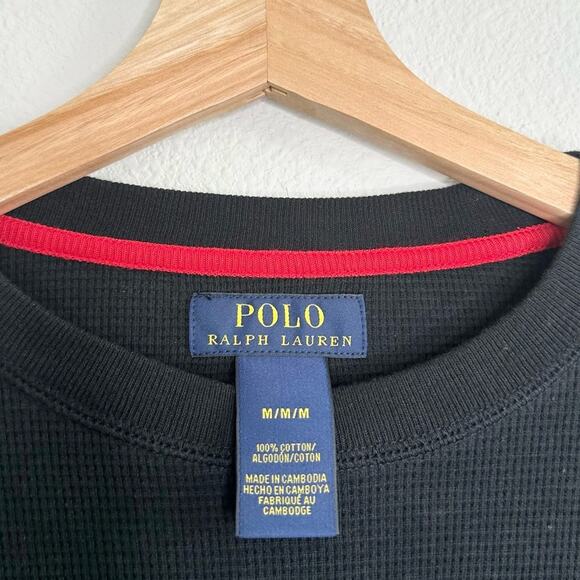 POLO
RALPH LAUREN
M/M/M
100% COTTON/
ALGODÓN/COTON
MADE IN CAMBODIA
HECHO EN CAMBOYA
FABRIQUÉ AU
CAMBODGE